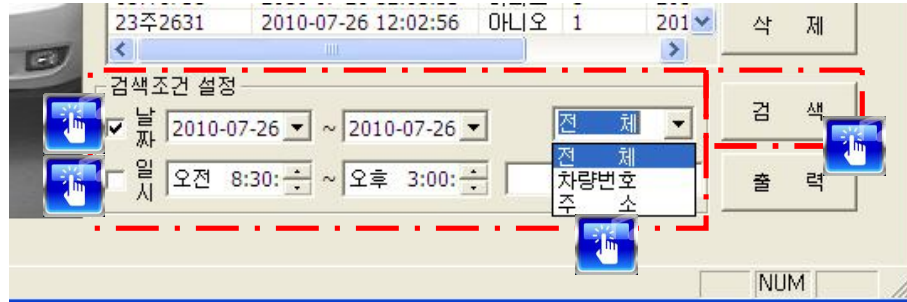 23주2631 2010-07-26 12:02:56 아니오 1 201
삭 제
검색조건 설정
날짜 2010-07-26 ~ 2010-07-26 전 체
검 색
전 체
일시 오전 8:30: ~ 오후 3:00: 차량번호
출 력
주 소
NUM